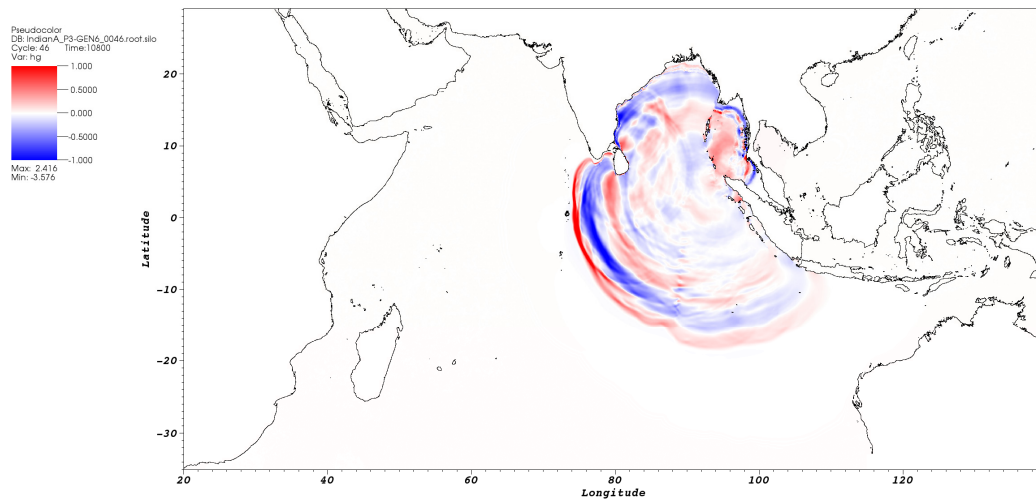 Pseudocolor
DB: IndianA_P3-GEN6_0046.root.silo
Cycle: 46 Time:10800
Var: hg
1.000
0.5000
0.000
-0.5000
-1.000
Max: 2.416
Min: -3.576
Latitude
20
10
0
-10
-20
-30
20
40
60
80
100
120
Longitude